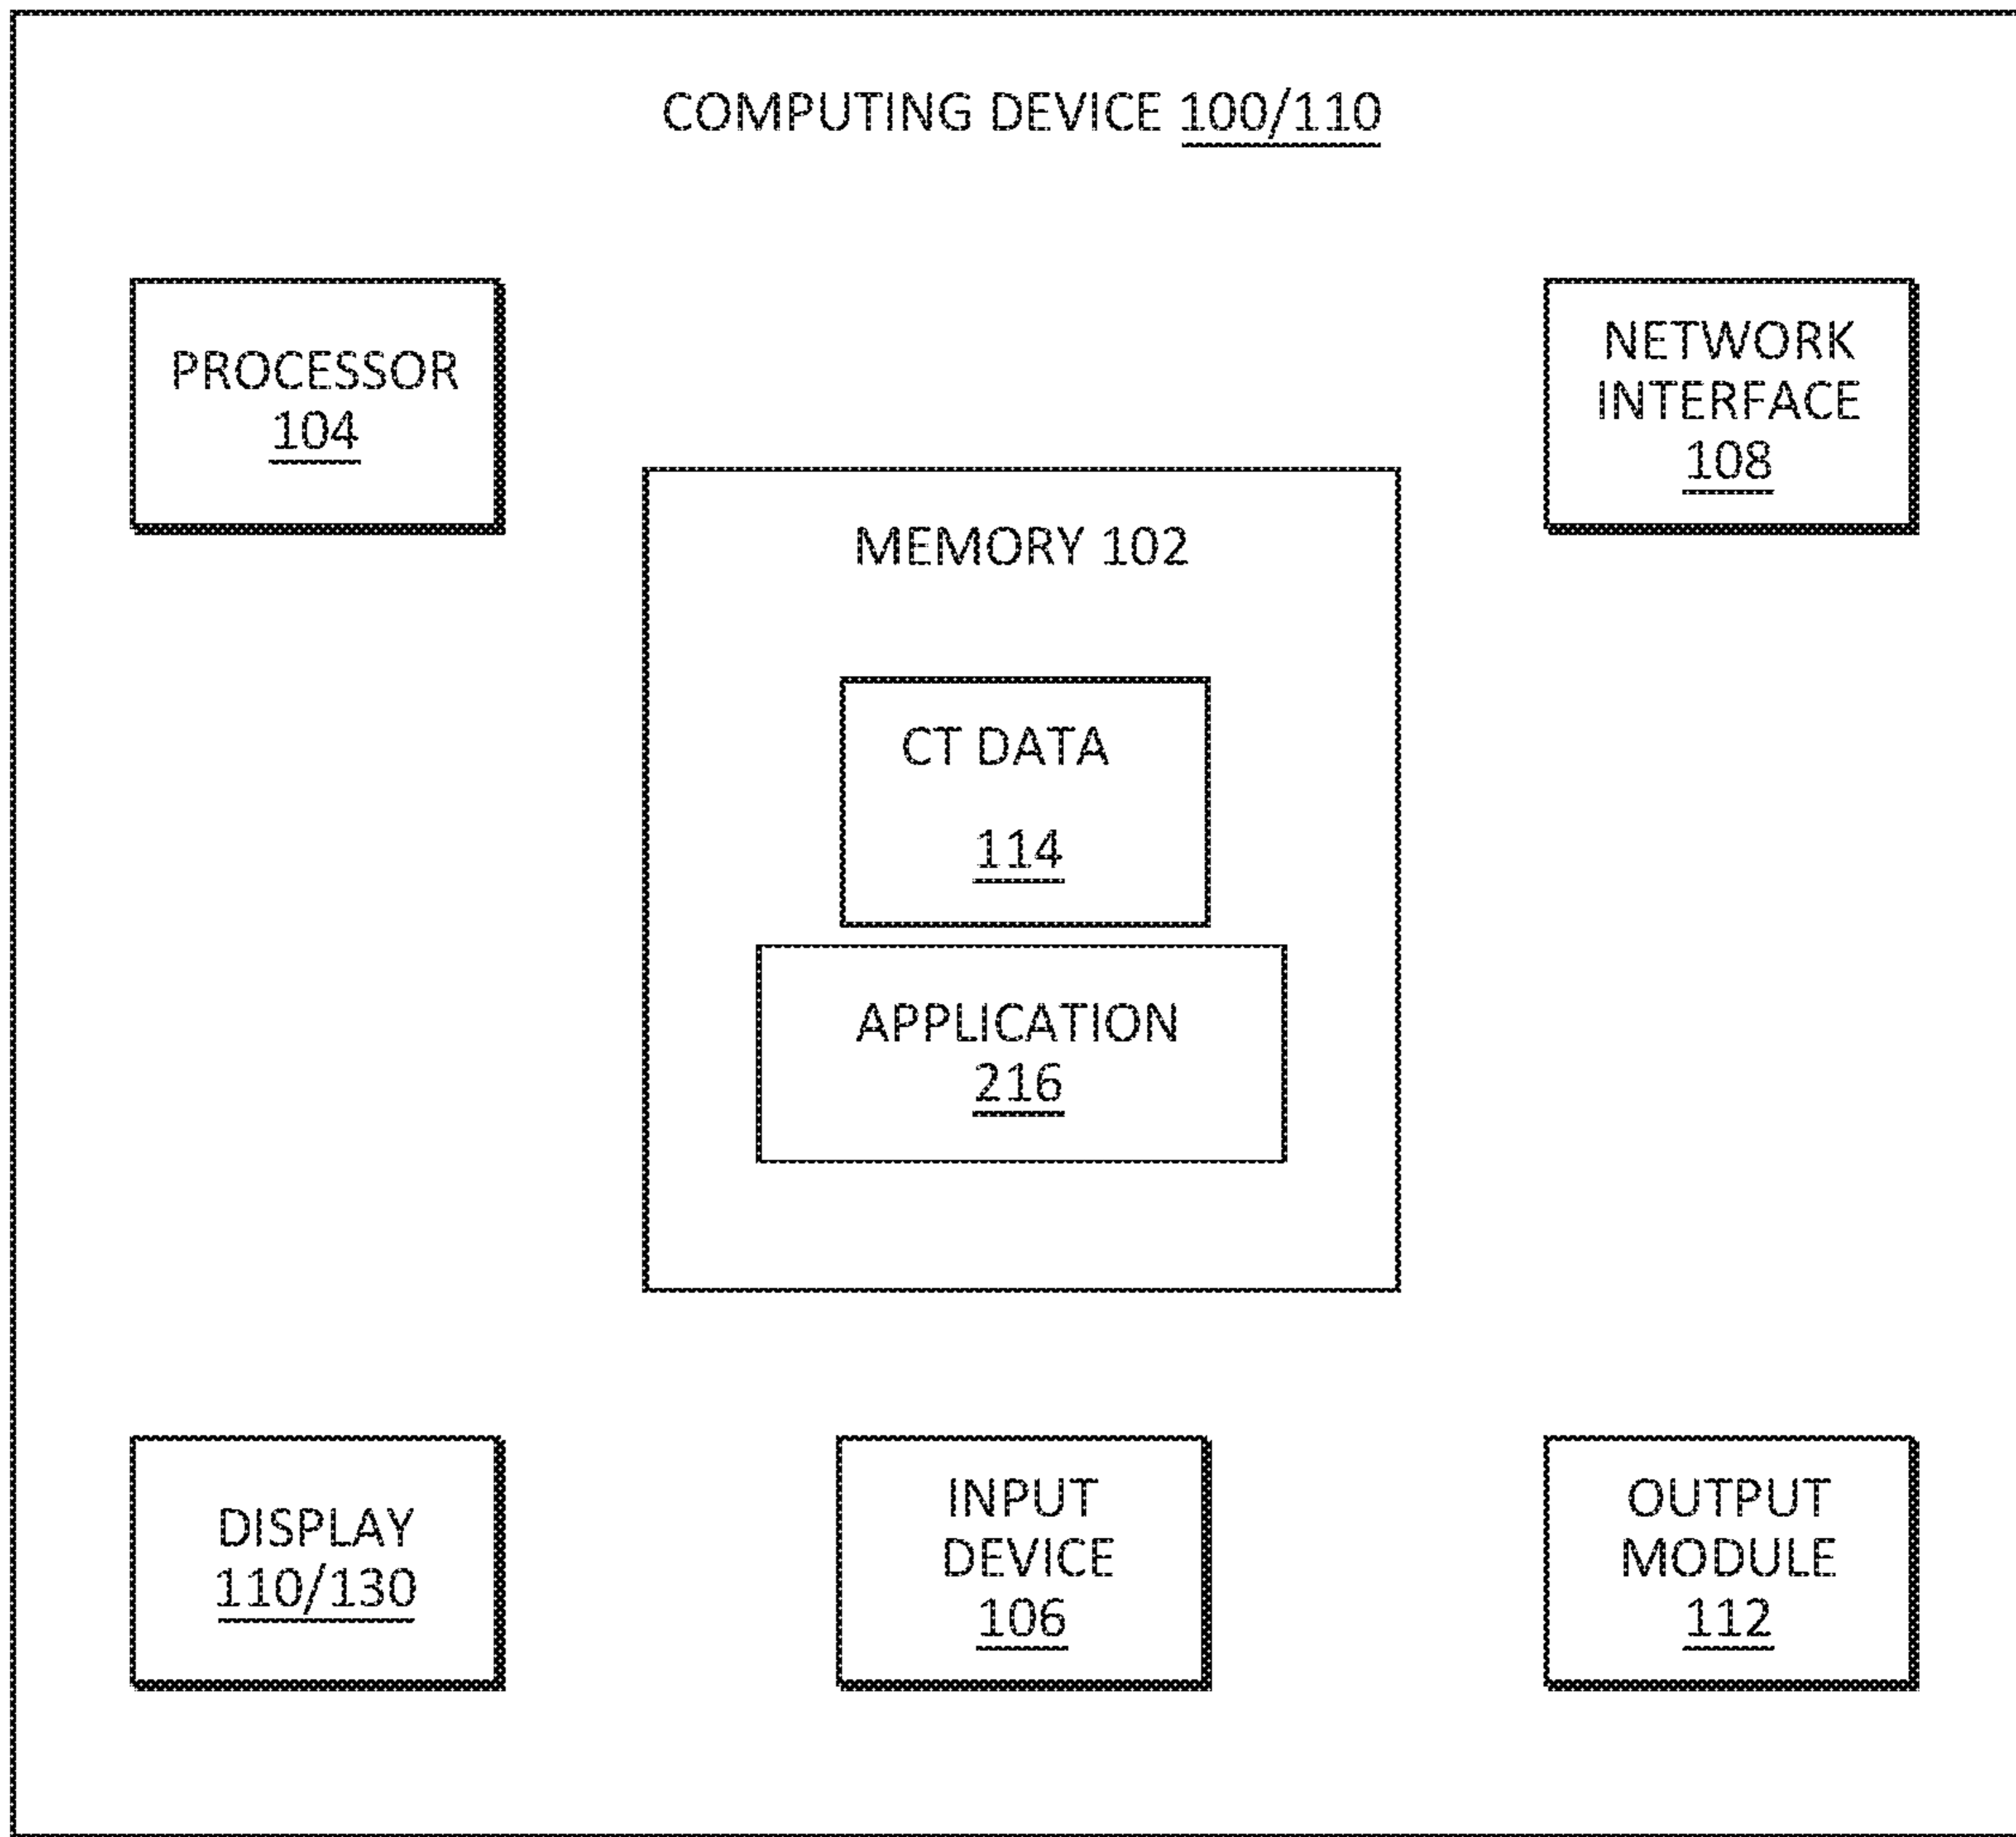 COMPUTING DEVICE 100/110
PROCESSOR
104
NETWORK
INTERFACE
108
MEMORY 102
CT DATA
114
APPLICATION
216
DISPLAY
110/130
INPUT
DEVICE
106
OUTPUT
MODULE
112